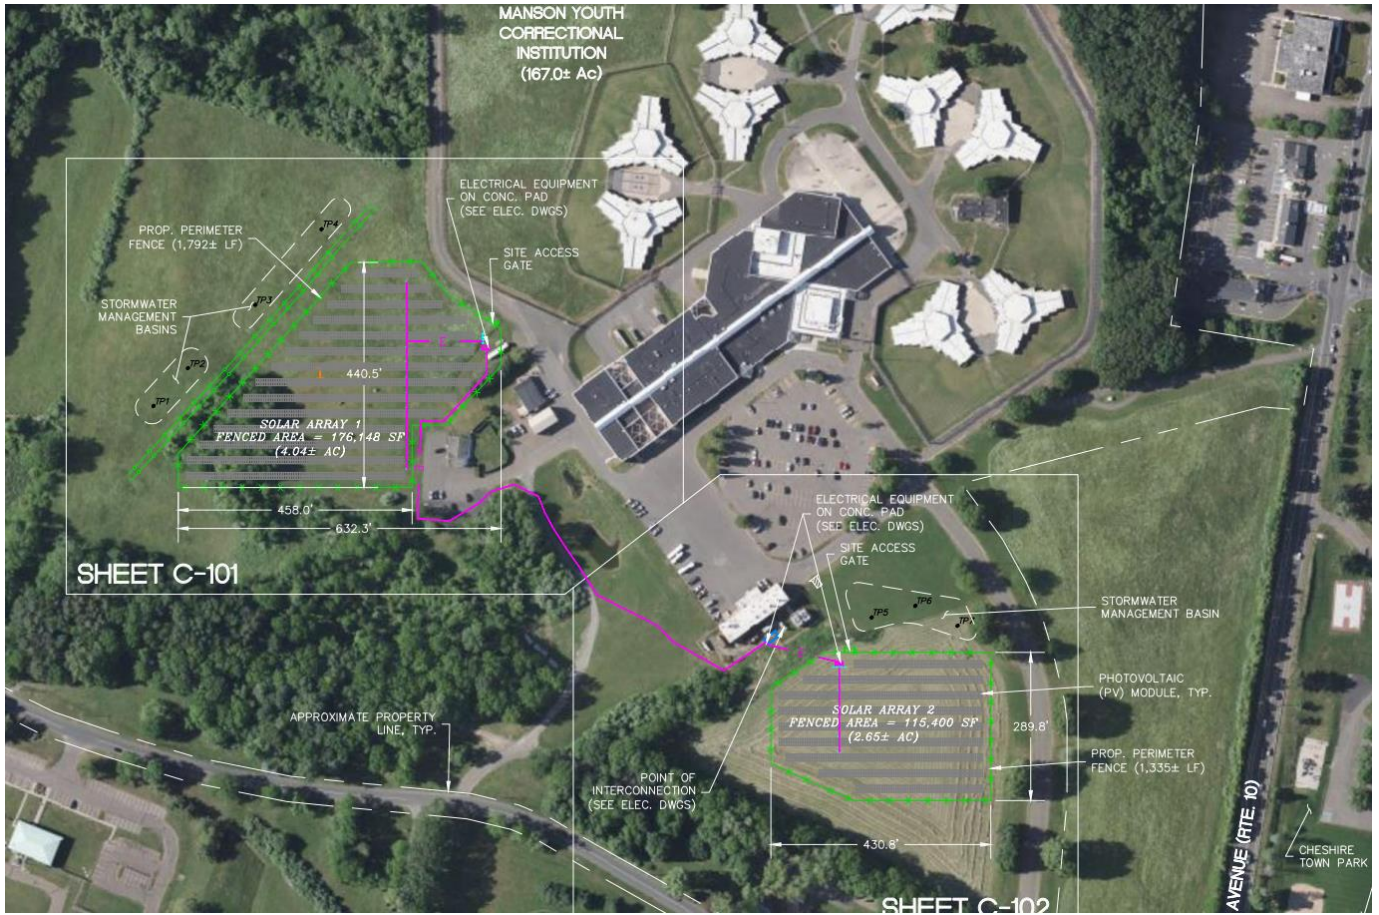 MANSON YOUTH
CORRECTIONAL
INSTITUTION
(167.0± Ac)
ELECTRICAL EQUIPMENT
ON CONC. PAD
(SEE ELEC. DWGS)
TP4
PROP. PERIMETER
FENCE (1,792± LF)
SITE ACCESS
GATE
TP3
STORMWATER
MANAGEMENT
BASINS
E
TP2
440.5'
TP1
SOLAR ARRAY 1
FENCED AREA = 176,148 SF
(4.04± AC)
458.0'
632.3'
SHEET C-101
ELECTRICAL EQUIPMENT
ON CONC. PAD
(SEE ELEC. DWGS)
SITE ACCESS
GATE
TP6
TP5
TP7
STORMWATER
MANAGEMENT BASIN
PHOTOVOLTAIC
(PV) MODULE, TYP.
SOLAR ARRAY 2
FENCED AREA = 115,400 SF
(2.65± AC)
289.8'
APPROXIMATE PROPERTY
LINE, TYP.
PROP. PERIMETER
FENCE (1,335± LF)
POINT OF
INTERCONNECTION
(SEE ELEC. DWGS)
430.8'
AVENUE (RTE. 10)
CHESHIRE
TOWN PARK
SHEET C-102